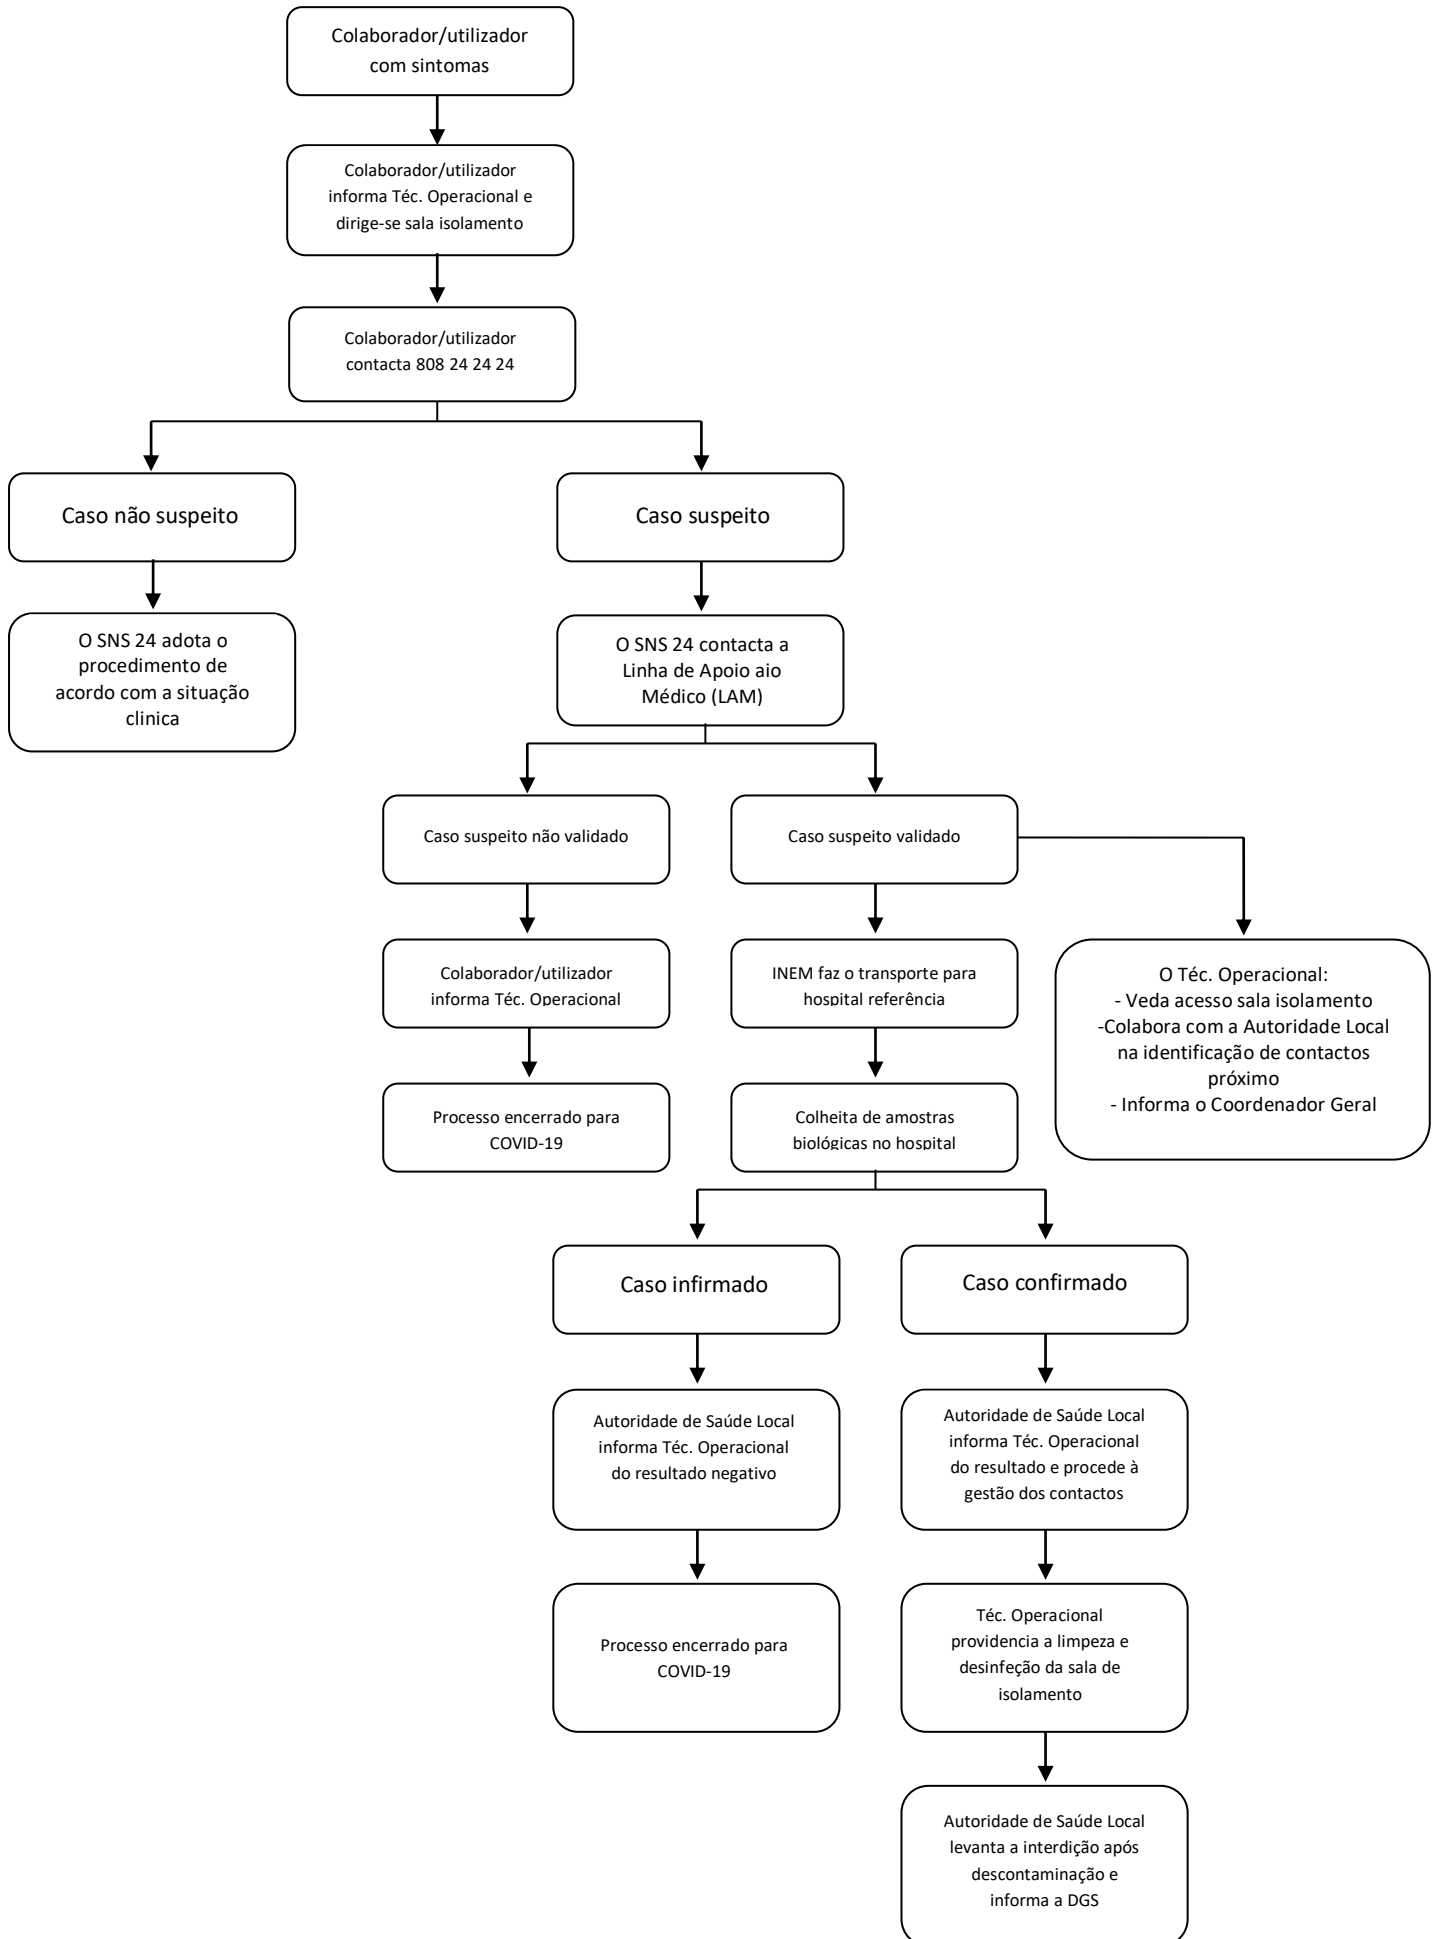 Colaborador/utilizador
com sintomas
Colaborador/utilizador
informa Téc. Operacional e
dirige-se sala isolamento
Colaborador/utilizador
contacta 808 24 24 24
Caso não suspeito
Caso suspeito
O SNS 24 adota o
procedimento de
acordo com a situação
clinica
O SNS 24 contacta a
Linha de Apoio aio
Médico (LAM)
Caso suspeito não validado
Caso suspeito validado
Colaborador/utilizador
informa Téc. Operacional
INEM faz o transporte para
hospital referência
O Téc. Operacional:
- Veda acesso sala isolamento
-Colabora com a Autoridade Local
na identificação de contactos
próximo
- Informa o Coordenador Geral
Processo encerrado para
COVID-19
Colheita de amostras
biológicas no hospital
Caso infirmado
Caso confirmado
Autoridade de Saúde Local
informa Téc. Operacional
do resultado negativo
Autoridade de Saúde Local
informa Téc. Operacional
do resultado e procede à
gestão dos contactos
Processo encerrado para
COVID-19
Téc. Operacional
providencia a limpeza e
desinfeção da sala de
isolamento
Autoridade de Saúde Local
levanta a interdição após
descontaminação e
informa a DGS